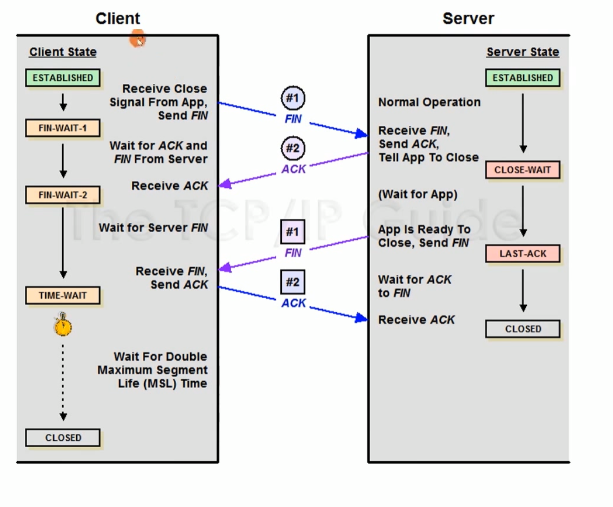 Client
Server
Client State
Server State
ESTABLISHED
Receive Close
Signal From App,
Send FIN
#1
FIN
Normal Operation
ESTABLISHED
FIN-WAIT-1
Wait for ACK and
FIN From Server
#2
ACK
Receive FIN,
Send ACK,
Tell App To Close
CLOSE-WAIT
FIN-WAIT-2
Receive ACK
(Wait for App)
The TCP/IP Guide
Wait for Server FIN
#1
FIN
App Is Ready To
Close, Send FIN
LAST-ACK
TIME-WAIT
Receive FIN,
Send ACK
#2
ACK
Wait for ACK
to FIN
Receive ACK
CLOSED
Wait For Double
Maximum Segment
Life (MSL) Time
CLOSED